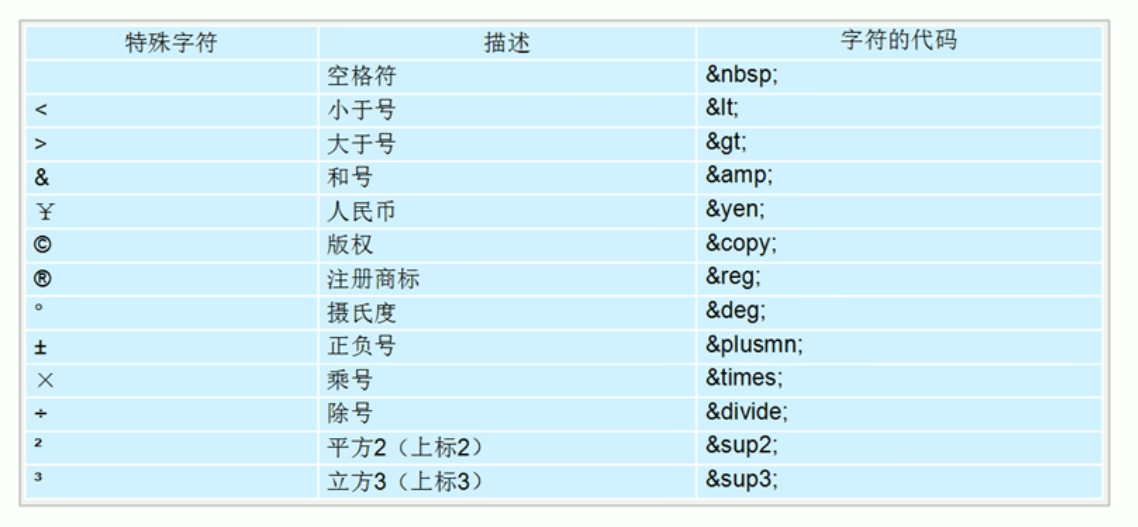 特殊字符 描述 字符的代码
空格符 &nbsp;
< 小于号 &lt;
> 大于号 &gt;
& 和号 &amp;
¥ 人民币 &yen;
© 版权 &copy;
® 注册商标 &reg;
° 摄氏度 &deg;
± 正负号 &plusmn;
× 乘号 &times;
÷ 除号 &divide;
² 平方2（上标2） &sup2;
³ 立方3（上标3） &sup3;